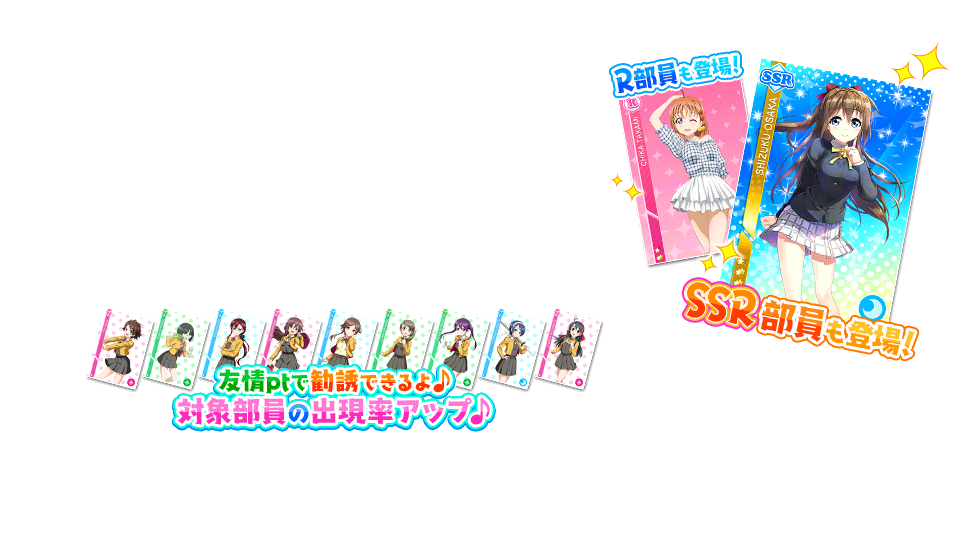 R部員も登場!
R
CHIKA TAKAMI
SSR
SHIZUKU OSAKA
SSR部員も登場!
友情ptで勧誘できるよ♪
対象部員の出現率アップ♪